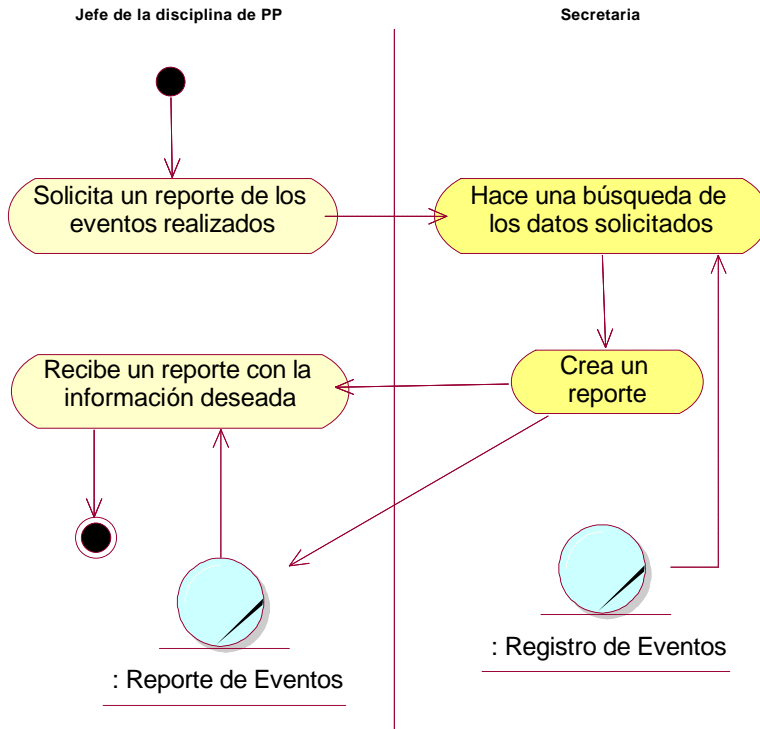 Jefe de la disciplina de PP
Secretaria
Solicita un reporte de los
eventos realizados
Hace una búsqueda de
los datos solicitados
Recibe un reporte con la
información deseada
Crea un
reporte
: Reporte de Eventos
: Registro de Eventos